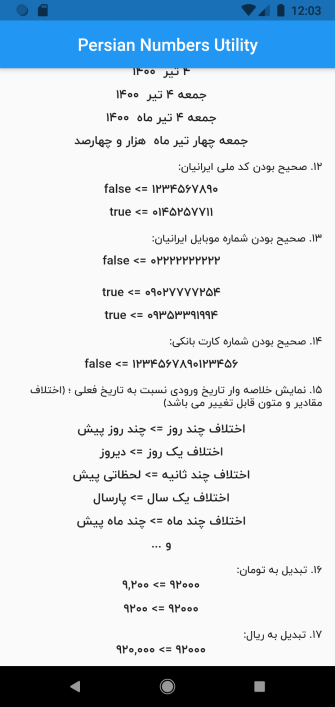 12:03
Persian Numbers Utility
۴ تیر ۱۴۰۰
جمعه ۴ تیر ۱۴۰۰
جمعه ۴ تیر ماه ۱۴۰۰
جمعه چهار تیر ماه هزار و چهارصد
۱۲. صحیح بودن کد ملی ایرانیان:
۱۲۳۴۵۶۷۸۹۰ => false
۰۱۴۵۲۵۷۷۱۱ => true
۱۳. صحیح بودن شماره موبایل ایرانیان:
۰۲۲۲۲۲۲۲۲۲۲ => false
۰۹۰۲۷۷۷۷۲۵۴ => true
۰۹۳۵۳۳۹۱۹۹۴ => true
۱۴. صحیح بودن شماره کارت بانکی:
۱۲۳۴۵۶۷۸۹۰۱۲۳۴۵۶ => false
۱۵. نمایش خلاصه وار تاریخ ورودی نسبت به تاریخ فعلی ؛ (اختلاف
مقادیر و متون قابل تغییر می باشد)
اختلاف چند روز => چند روز پیش
اختلاف یک روز => دیروز
اختلاف چند ثانیه => لحظاتی پیش
اختلاف یک سال => پارسال
اختلاف چند ماه => چند ماه پیش
و ...
۱۶. تبدیل به تومان:
۹۲۰۰۰ => ۹,۲۰۰
۹۲۰۰۰ => ۹۲۰۰
۱۷. تبدیل به ریال:
۹۲۰۰۰ => ۹۲۰,۰۰۰